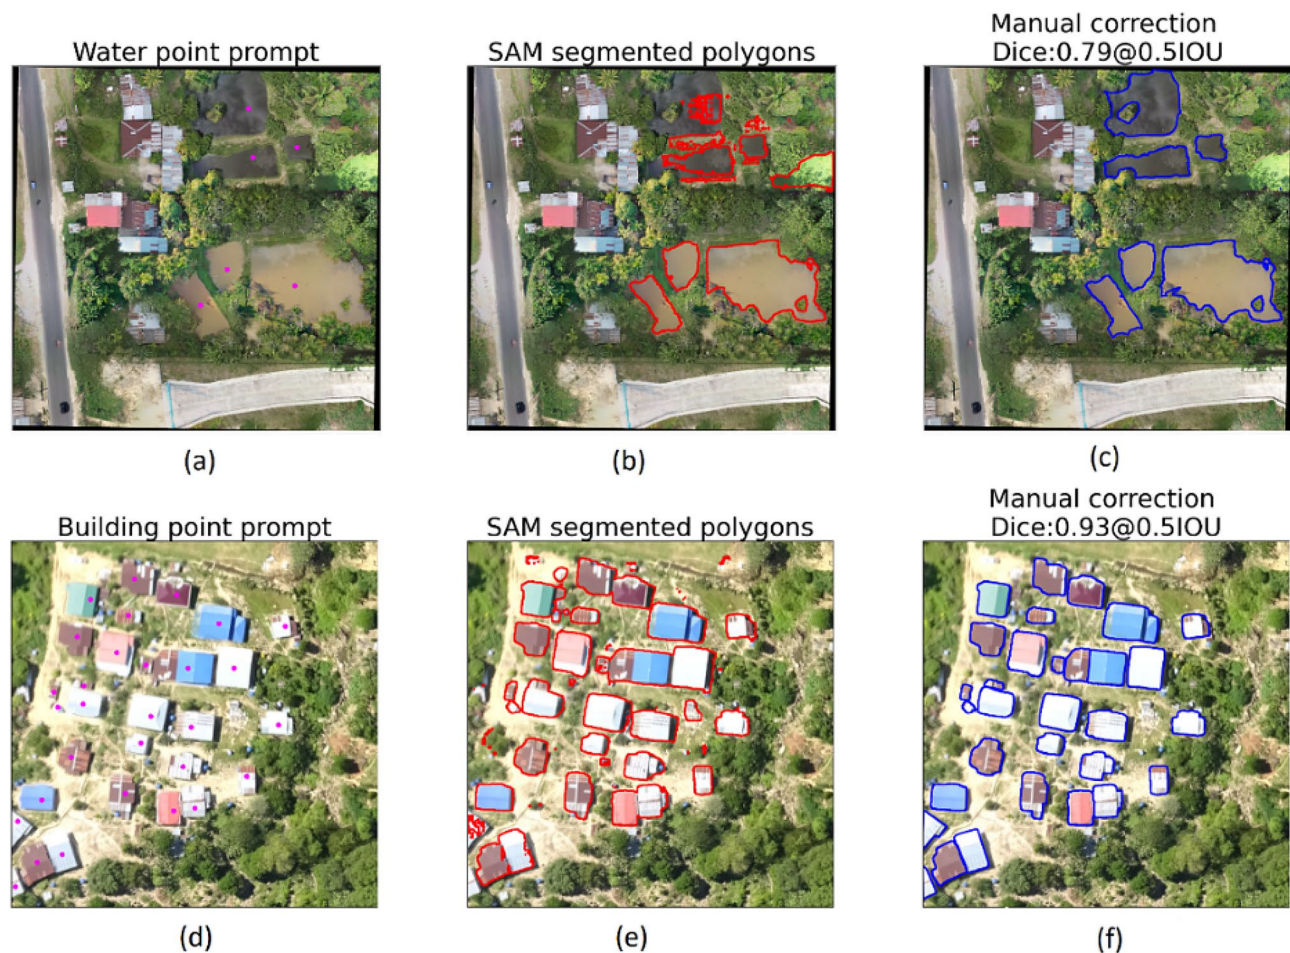 Water point prompt
SAM segmented polygons
Manual correction
Dice:0.79@0.5IOU
(a)
(b)
(c)
Building point prompt
SAM segmented polygons
Manual correction
Dice:0.93@0.5IOU
(d)
(e)
(f)